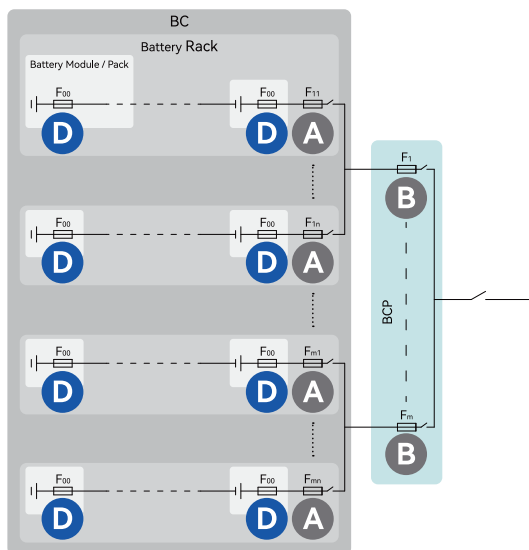 BC
Battery Rack
Battery Module / Pack
F00 F00 F11
D D A
F1
B
F00 F00 F1n
D D A
BCP
F00 F00 Fm1
D D A
Fm
B
F00 F00 Fmn
D D A